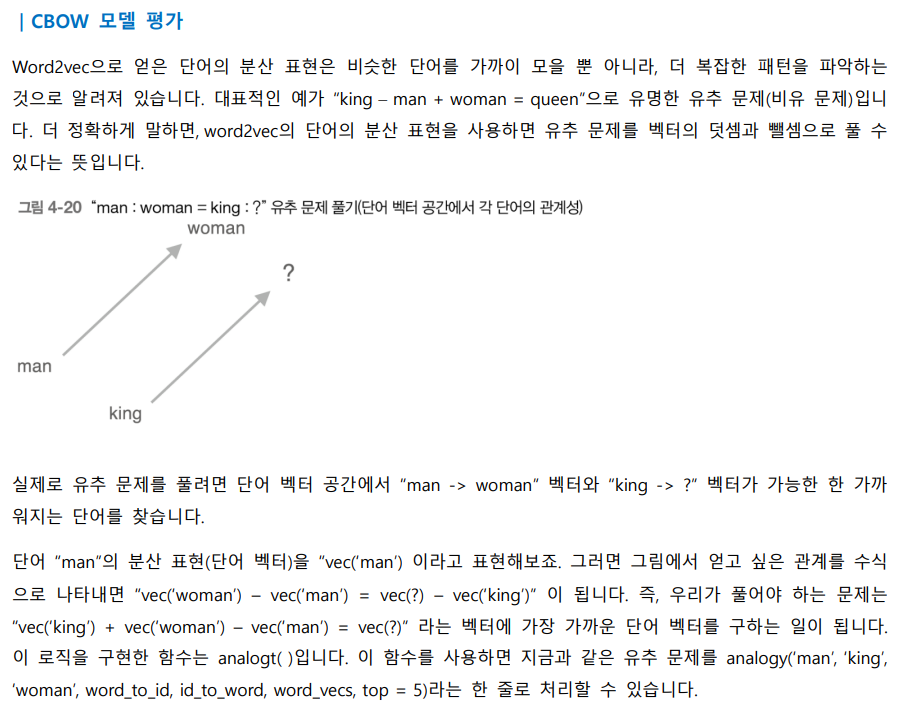 | CBOW 모델 평가
Word2vec으로 얻은 단어의 분산 표현은 비슷한 단어를 가까이 모을 뿐 아니라, 더 복잡한 패턴을 파악하는
것으로 알려져 있습니다. 대표적인 예가 “king – man + woman = queen“으로 유명한 유추 문제(비유 문제)입니
다. 더 정확하게 말하면, word2vec의 단어의 분산 표현을 사용하면 유추 문제를 벡터의 덧셈과 뺄셈으로 풀 수
있다는 뜻입니다.
그림 4-20 “man : woman = king : ?” 유추 문제 풀기(단어 벡터 공간에서 각 단어의 관계성)
woman
?
man
king
실제로 유추 문제를 풀려면 단어 벡터 공간에서 “man -> woman“ 벡터와 “king -> ?“ 벡터가 가능한 한 가까
워지는 단어를 찾습니다.
단어 “man“의 분산 표현(단어 벡터)을 “vec(‘man’) 이라고 표현해보죠. 그러면 그림에서 얻고 싶은 관계를 수식
으로 나타내면 “vec(‘woman’) – vec(‘man’) = vec(?) – vec(‘king’)“ 이 됩니다. 즉, 우리가 풀어야 하는 문제는
“vec(‘king’) + vec(‘woman’) – vec(‘man’) = vec(?)“ 라는 벡터에 가장 가까운 단어 벡터를 구하는 일이 됩니다.
이 로직을 구현한 함수는 analogt( )입니다. 이 함수를 사용하면 지금과 같은 유추 문제를 analogy(‘man’, ‘king’,
‘woman’, word_to_id, id_to_word, word_vecs, top = 5)라는 한 줄로 처리할 수 있습니다.